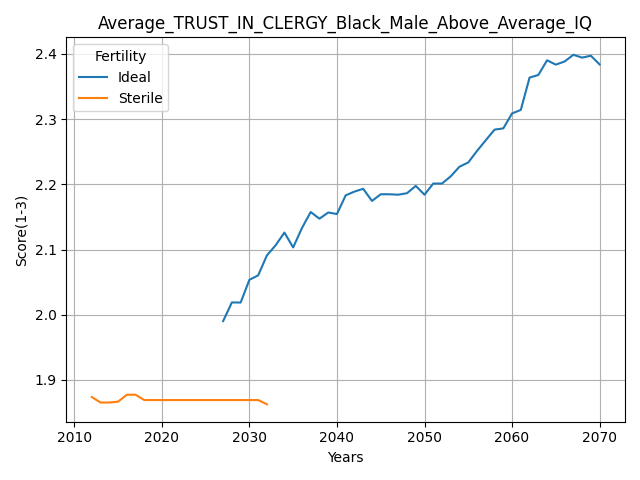 Average_TRUST_IN_CLERGY_Black_Male_Above_Average_IQ
Fertility
Ideal
Sterile
Score(1-3)
2.4
2.3
2.2
2.1
2.0
1.9
2010 2020 2030 2040 2050 2060 2070
Years